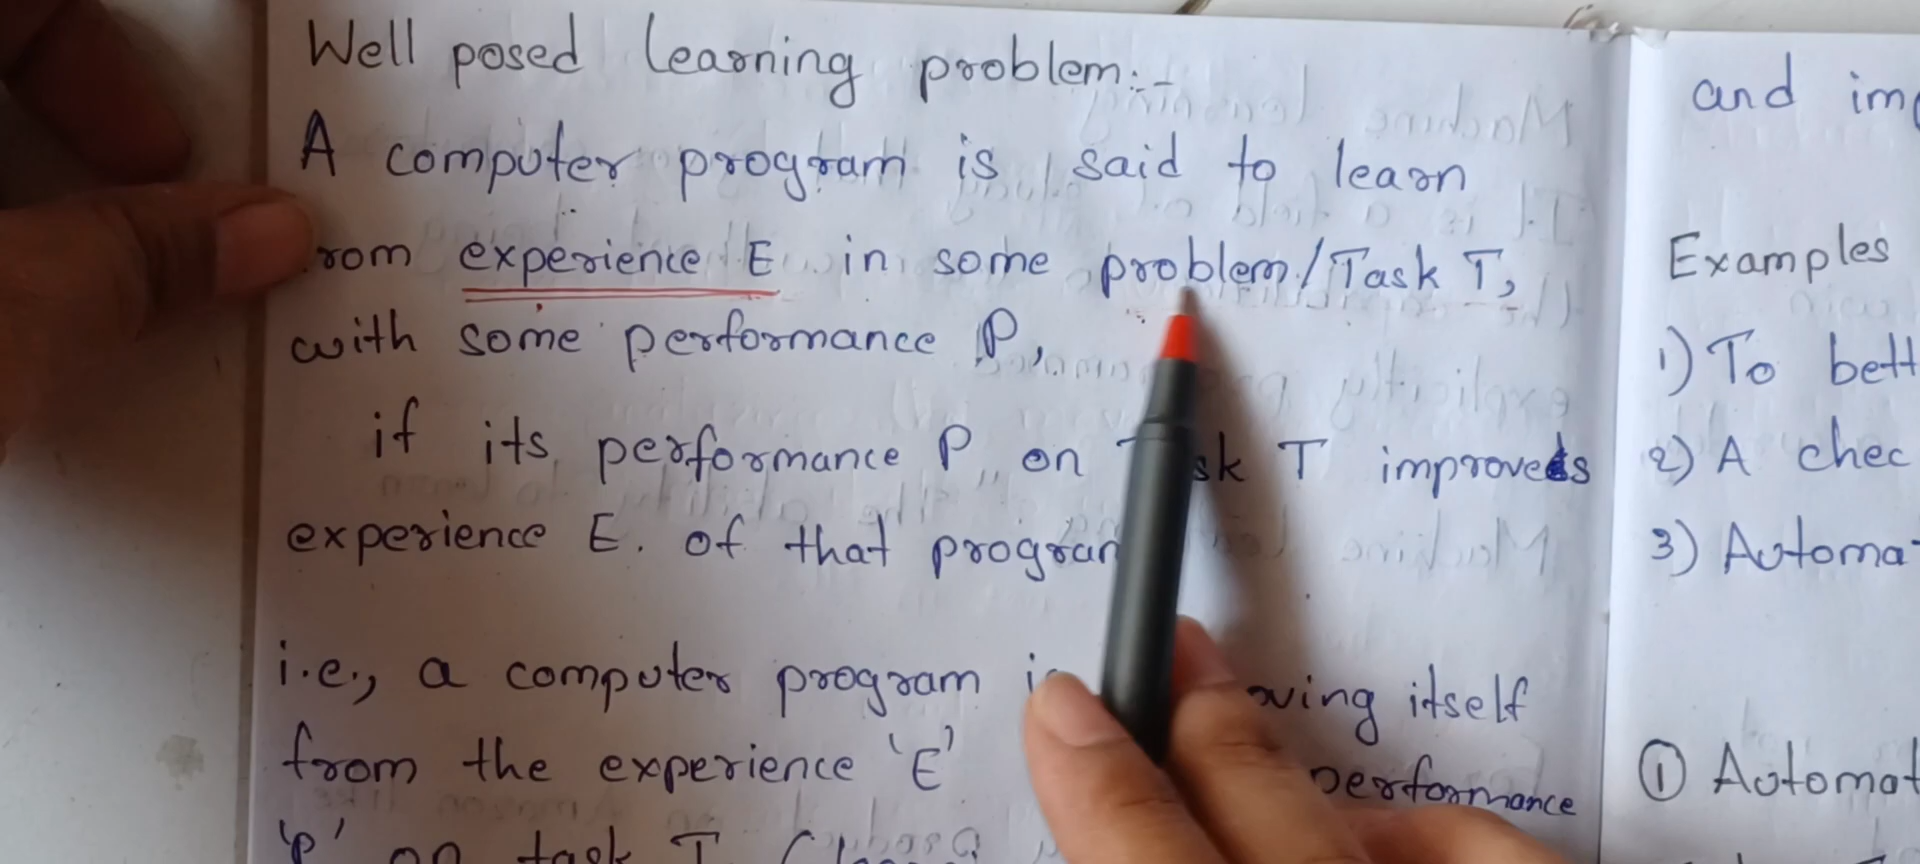 Well posed learning problem:-
A computer program is said to learn
rom experience E in some problem/Task T,
with some performance P,
if its performance P on sk T improves
experience E. of that progra
i.e., a computer program wing itself
from the experience 'E' performance
'P' on task T
and im
Examples
1) To bett
2) A chec
3) Automa
① Automat